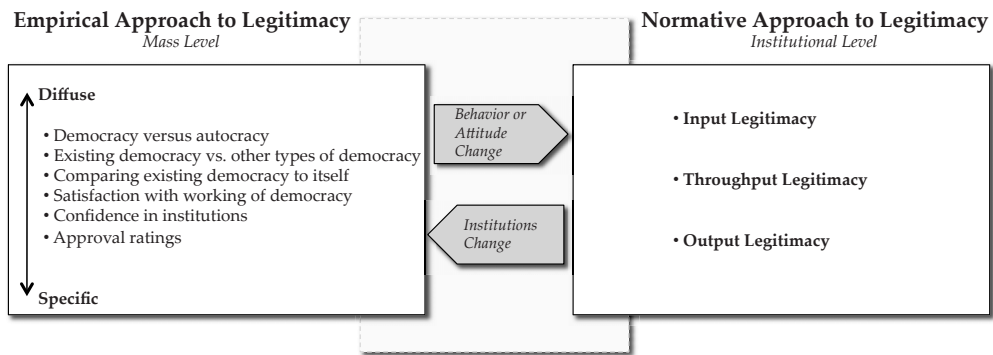 Empirical Approach to Legitimacy
Mass Level
Diffuse
• Democracy versus autocracy
• Existing democracy vs. other types of democracy
• Comparing existing democracy to itself
• Satisfaction with working of democracy
• Confidence in institutions
• Approval ratings
Specific
Behavior or
Attitude
Change
Institutions
Change
Normative Approach to Legitimacy
Institutional Level
• Input Legitimacy
• Throughput Legitimacy
• Output Legitimacy